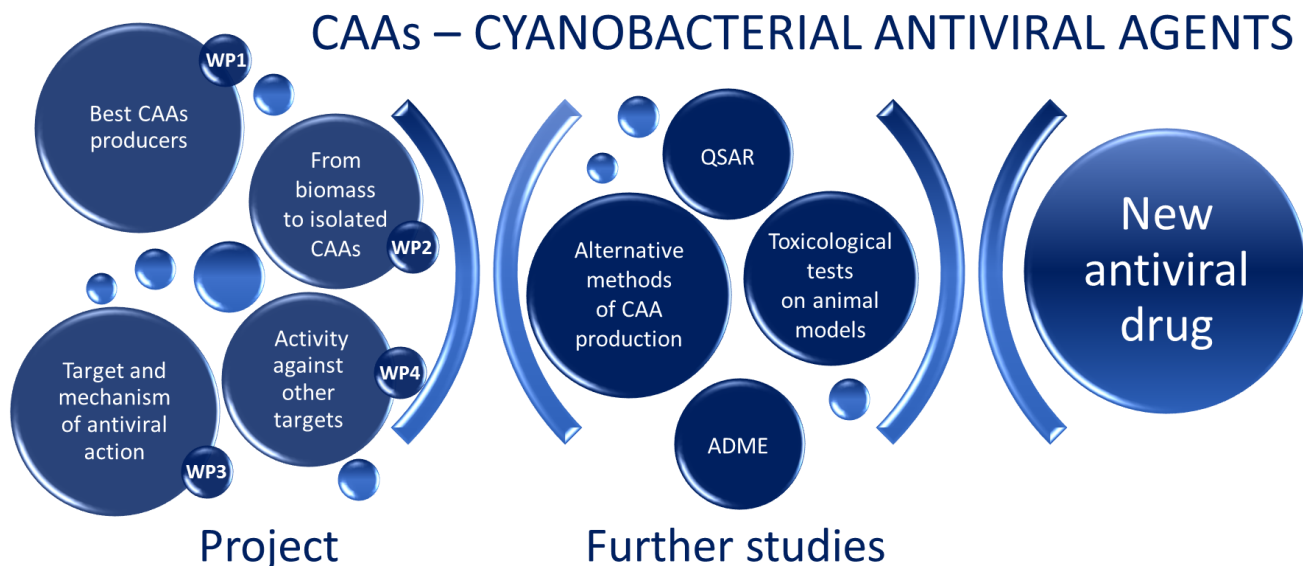 CAAs – CYANOBACTERIAL ANTIVIRAL AGENTS
WP1
Best CAAs
producers
From
biomass
to isolated
CAAs
WP2
Target and
mechanism
of antiviral
action
WP3
Activity
against
other
targets
WP4
Project
QSAR
Alternative
methods
of CAA
production
Toxicological
tests
on animal
models
ADME
Further studies
New
antiviral
drug